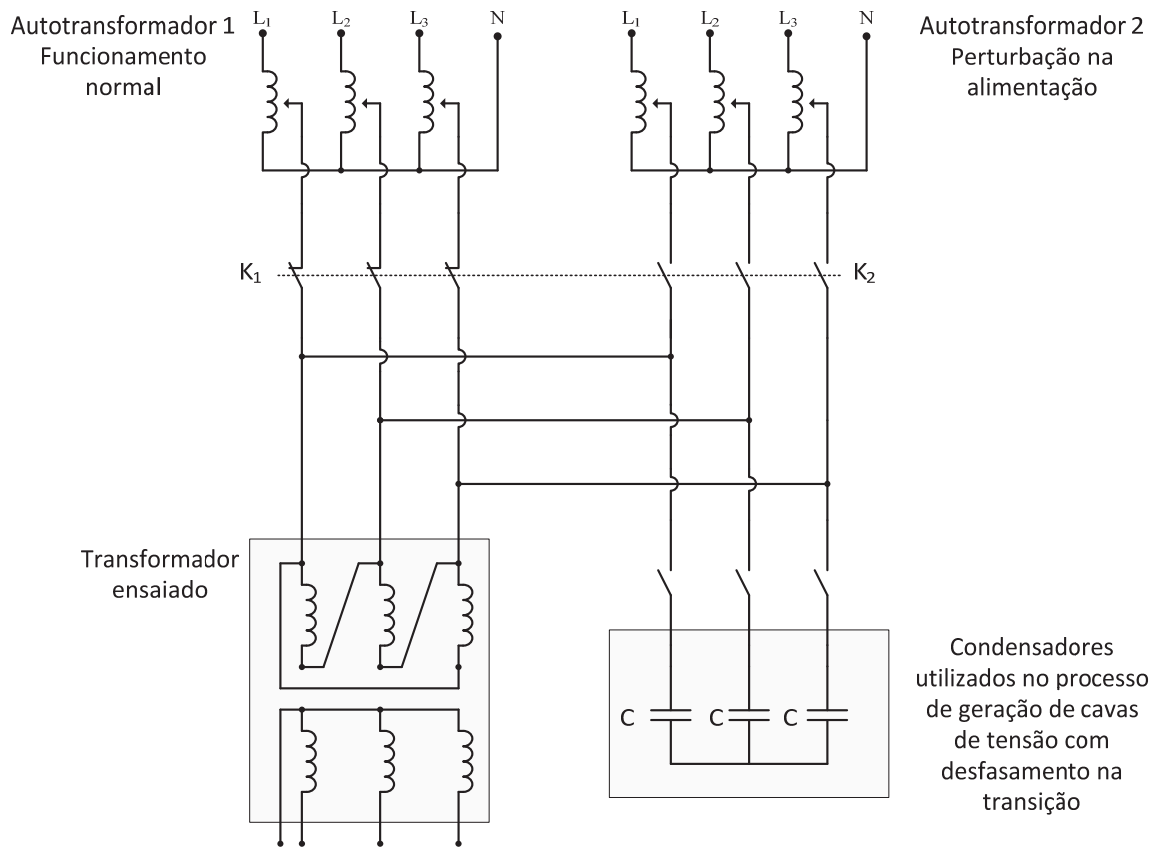 Autotransformador 1
Funcionamento
normal
L₁
L₂
L₃
N
L₁
L₂
L₃
N
Autotransformador 2
Perturbação na
alimentação
K₁
K₂
Transformador
ensaiado
C
C
C
Condensadores
utilizados no processo
de geração de cavas
de tensão com
desfasamento na
transição